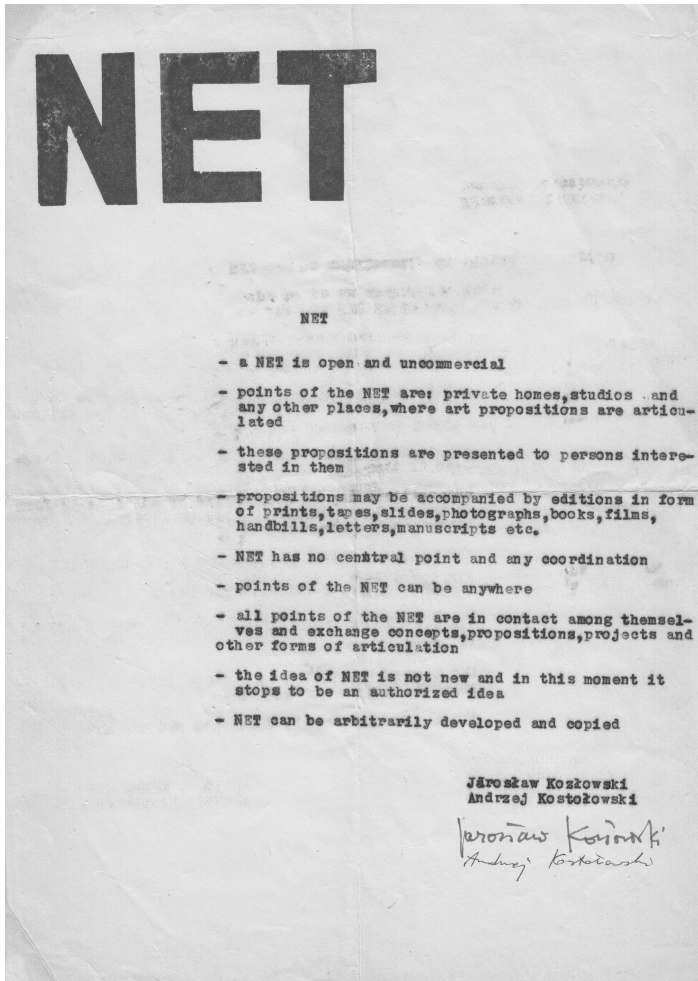 NET
NET
- a NET is open and uncommercial
- points of the NET are: private homes,studios and
any other places,where art propositions are articu-
lated
- these propositions are presented to persons intere-
sted in them
- propositions may be accompanied by editions in form
of prints,tapes,slides,photographs,books,films,
handbills,letters,manuscripts etc.
- NET has no central point and any coordination
- points of the NET can be anywhere
- all points of the NET are in contact among themsel-
ves and exchange concepts,propositions,projects and
other forms of articulation
- the idea of NET is not new and in this moment it
stops to be an authorized idea
- NET can be arbitrarily developed and copied
Jarosław Kozłowski
Andrzej Kostołowski
Jarosław Kozłowski
Andrzej Kostołowski